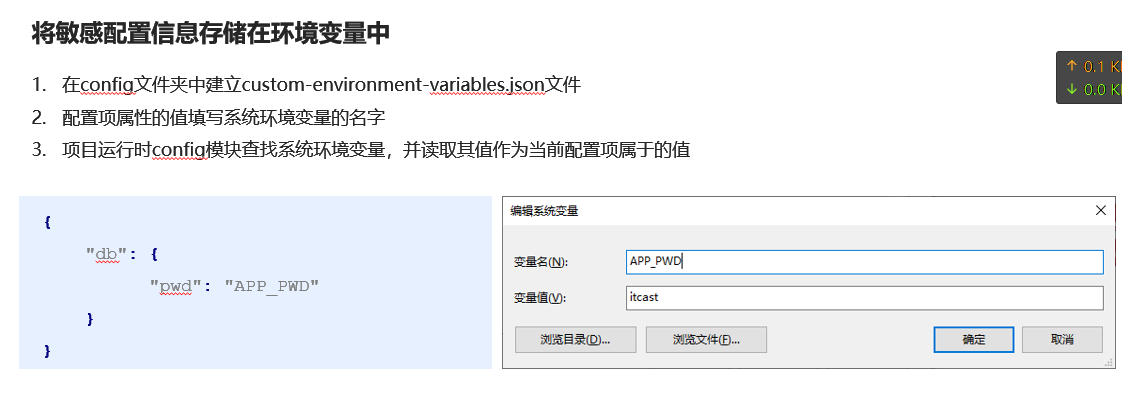 将敏感配置信息存储在环境变量中
1. 在config文件夹中建立custom-environment-variables.json文件
2. 配置项属性的值填写系统环境变量的名字
3. 项目运行时config模块查找系统环境变量，并读取其值作为当前配置项属于的值
↑ 0.1 K
↓ 0.0 K
{
"db": {
"pwd": "APP_PWD"
}
}
编辑系统变量
变量名(N): APP_PWD
变量值(V): itcast
浏览目录(D)... 浏览文件(F)... 确定 取消